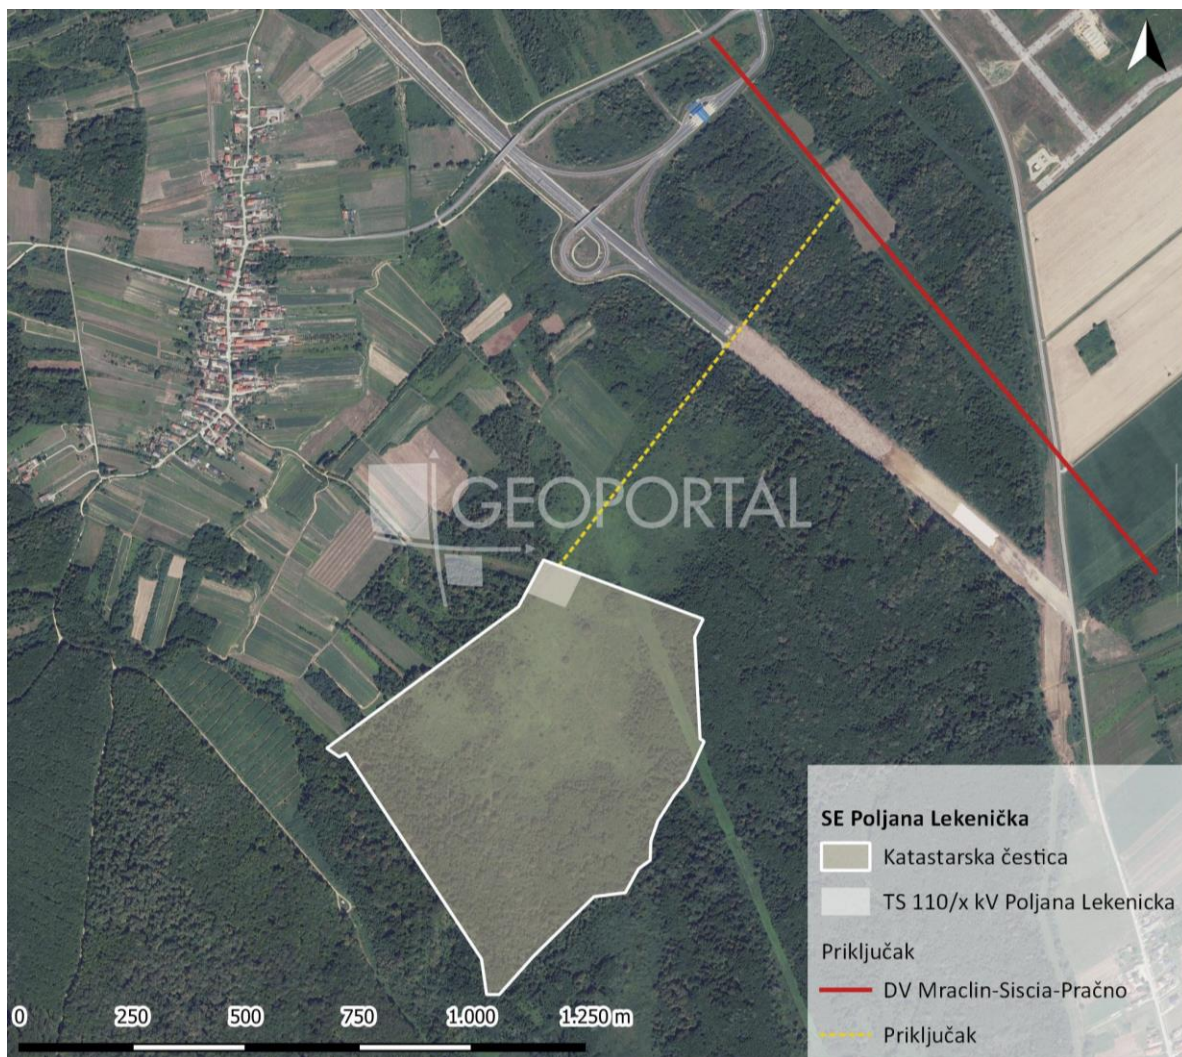 GEOPORTAL
SE Poljana Lekenička
Katastarska čestica
TS 110/x kV Poljana Lekenicka
Priključak
DV Mraclin-Siscia-Pračno
Priključak
0 250 500 750 1.000 1.250 m